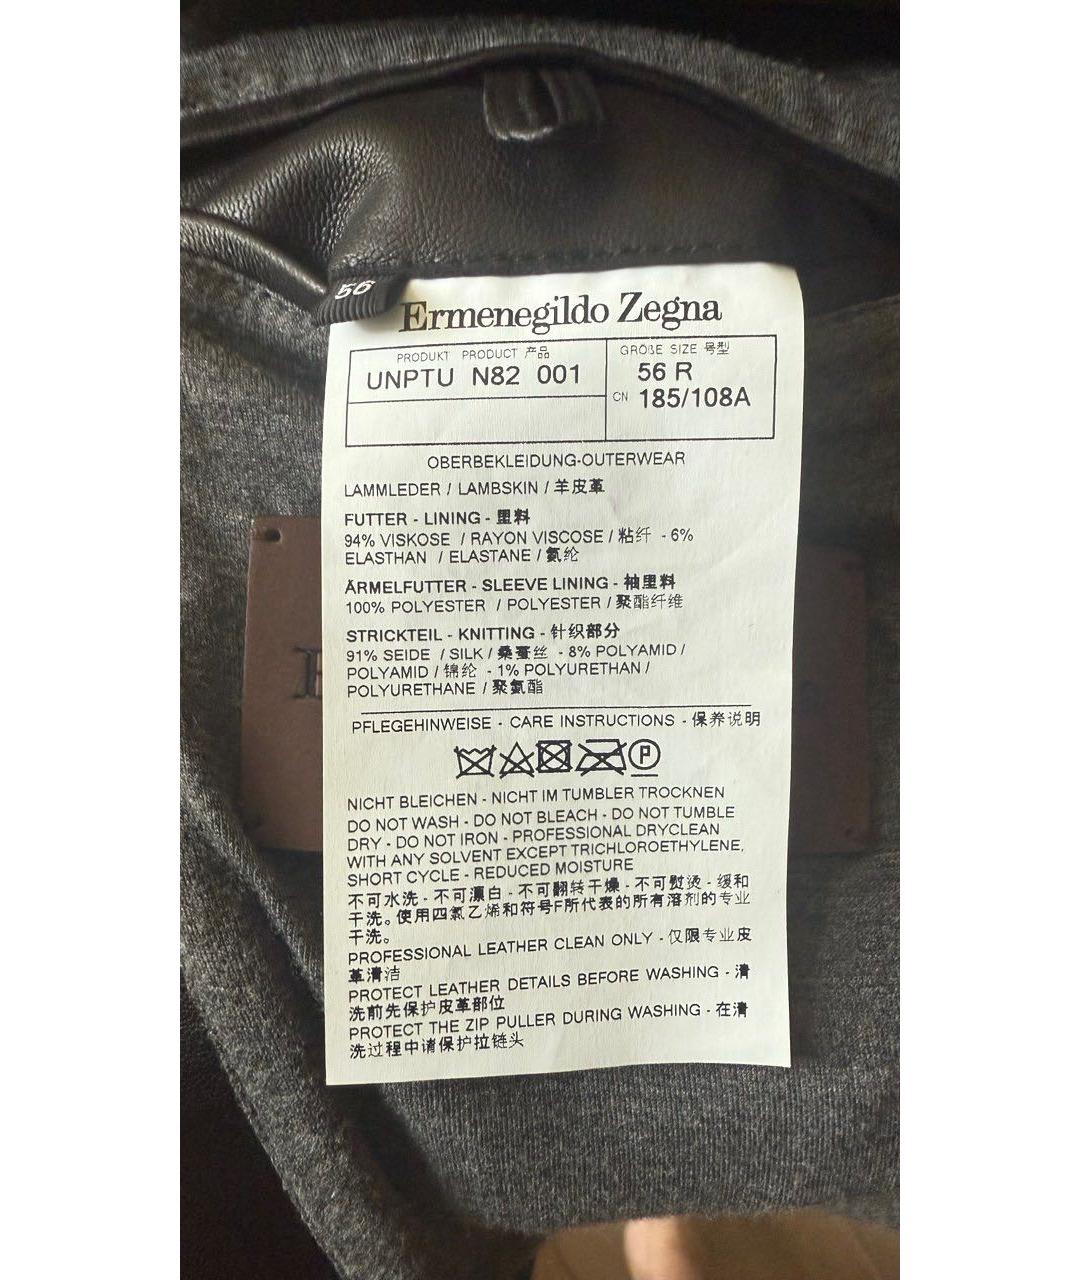 56
Ermenegildo Zegna
PRODUKT PRODUCT 产品
UNPTU N82 001
GRÖßE SIZE 号型
56 R
CN 185/108A
OBERBEKLEIDUNG-OUTERWEAR
LAMMLEDER / LAMBSKIN / 羊皮革
FUTTER - LINING - 里料
94% VISKOSE / RAYON VISCOSE / 粘纤 - 6%
ELASTHAN / ELASTANE / 氨纶
ÄRMELFUTTER - SLEEVE LINING - 袖里料
100% POLYESTER / POLYESTER / 聚酯纤维
STRICKTEIL - KNITTING - 针织部分
91% SEIDE / SILK / 桑蚕丝 - 8% POLYAMID /
POLYAMID / 锦纶 - 1% POLYURETHAN /
POLYURETHANE / 聚氨酯
PFLEGEHINWEISE - CARE INSTRUCTIONS - 保养说明
P
NICHT BLEICHEN - NICHT IM TUMBLER TROCKNEN
DO NOT WASH - DO NOT BLEACH - DO NOT TUMBLE
DRY - DO NOT IRON - PROFESSIONAL DRYCLEAN
WITH ANY SOLVENT EXCEPT TRICHLOROETHYLENE,
SHORT CYCLE - REDUCED MOISTURE
不可水洗 - 不可漂白 - 不可翻转干燥 - 不可熨烫 - 缓和
干洗。使用四氯乙烯和符号F所代表的所有溶剂的专业
干洗。
PROFESSIONAL LEATHER CLEAN ONLY - 仅限专业皮
革清洁
PROTECT LEATHER DETAILS BEFORE WASHING - 清
洗前先保护皮革部位
PROTECT THE ZIP PULLER DURING WASHING - 在清
洗过程中请保护拉链头